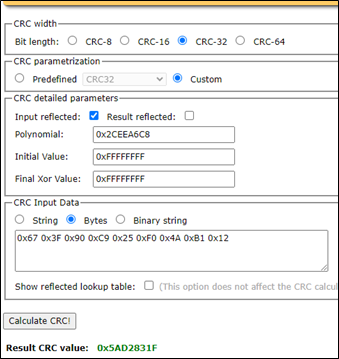 CRC width
Bit length: CRC-8 CRC-16 CRC-32 CRC-64
CRC parametrization
Predefined CRC32 Custom
CRC detailed parameters
Input reflected: Result reflected:
Polynomial: 0x2CEEA6C8
Initial Value: 0xFFFFFFFF
Final Xor Value: 0xFFFFFFFF
CRC Input Data
String Bytes Binary string
0x67 0x3F 0x90 0xC9 0x25 0xF0 0x4A 0xB1 0x12
Show reflected lookup table: (This option does not affect the CRC calcul
Calculate CRC!
Result CRC value: 0x5AD2831F